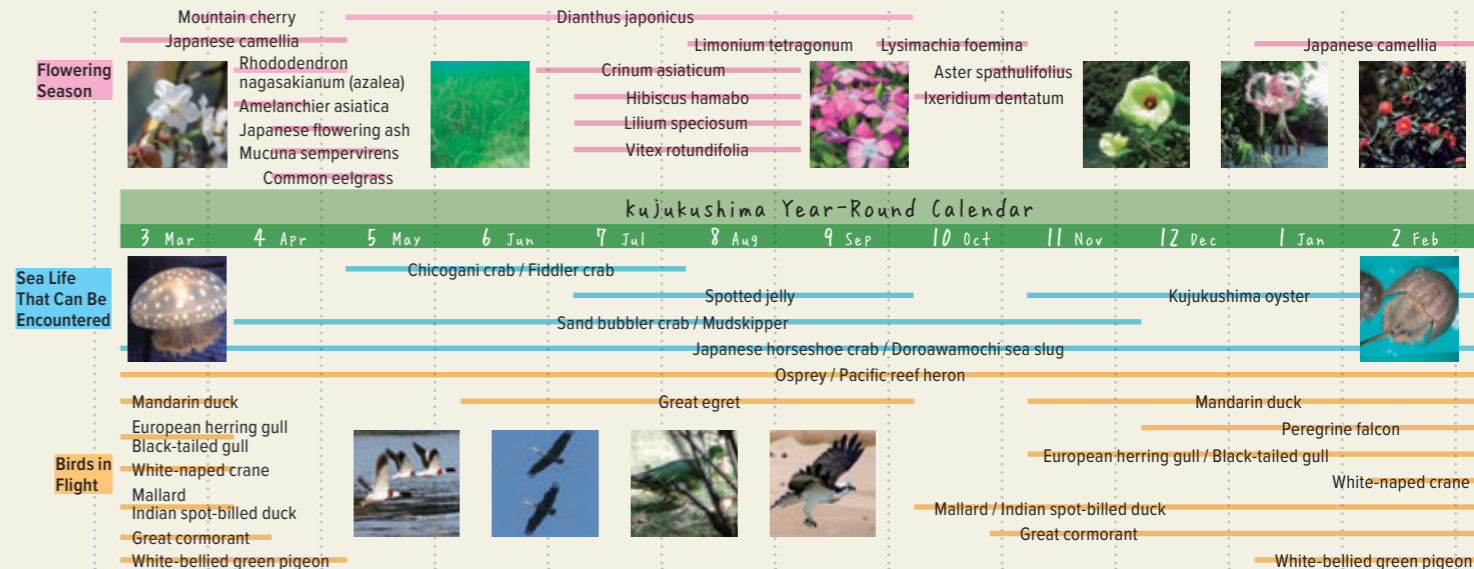 Mountain cherry
Dianthus japonicus
Japanese camellia
Limonium tetragonum
Lysimachia foemina
Japanese camellia
Flowering
Season
Rhododendron
nagasakianum (azalea)
Crinum asiaticum
Aster spathulifolius
Amelanchier asiatica
Hibiscus hamabo
Ixeridium dentatum
Japanese flowering ash
Lilium speciosum
Mucuna sempervirens
Vitex rotundifolia
Common eelgrass
Kujukushima Year-Round Calendar
3 Mar 4 Apr 5 May 6 Jun 7 Jul 8 Aug 9 Sep 10 Oct 11 Nov 12 Dec 1 Jan 2 Feb
Sea Life
That Can Be
Encountered
Chicogani crab / Fiddler crab
Spotted jelly
Kujukushima oyster
Sand bubbler crab / Mudskipper
Japanese horseshoe crab / Doroawamochi sea slug
Osprey / Pacific reef heron
Birds in
Flight
Mandarin duck
Great egret
Mandarin duck
European herring gull
Black-tailed gull
Peregrine falcon
European herring gull / Black-tailed gull
White-naped crane
White-naped crane
Mallard
Indian spot-billed duck
Mallard / Indian spot-billed duck
Great cormorant
Great cormorant
White-bellied green pigeon
White-bellied green pigeon